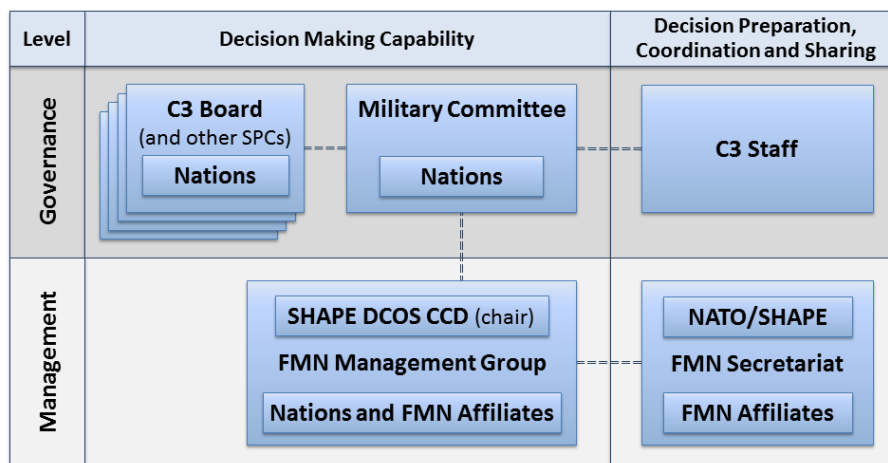 Level
Decision Making Capability
Decision Preparation,
Coordination and Sharing
Governance
C3 Board
(and other SPCs)
Nations
Military Committee
Nations
C3 Staff
Management
SHAPE DCOS CCD (chair)
FMN Management Group
Nations and FMN Affiliates
NATO/SHAPE
FMN Secretariat
FMN Affiliates